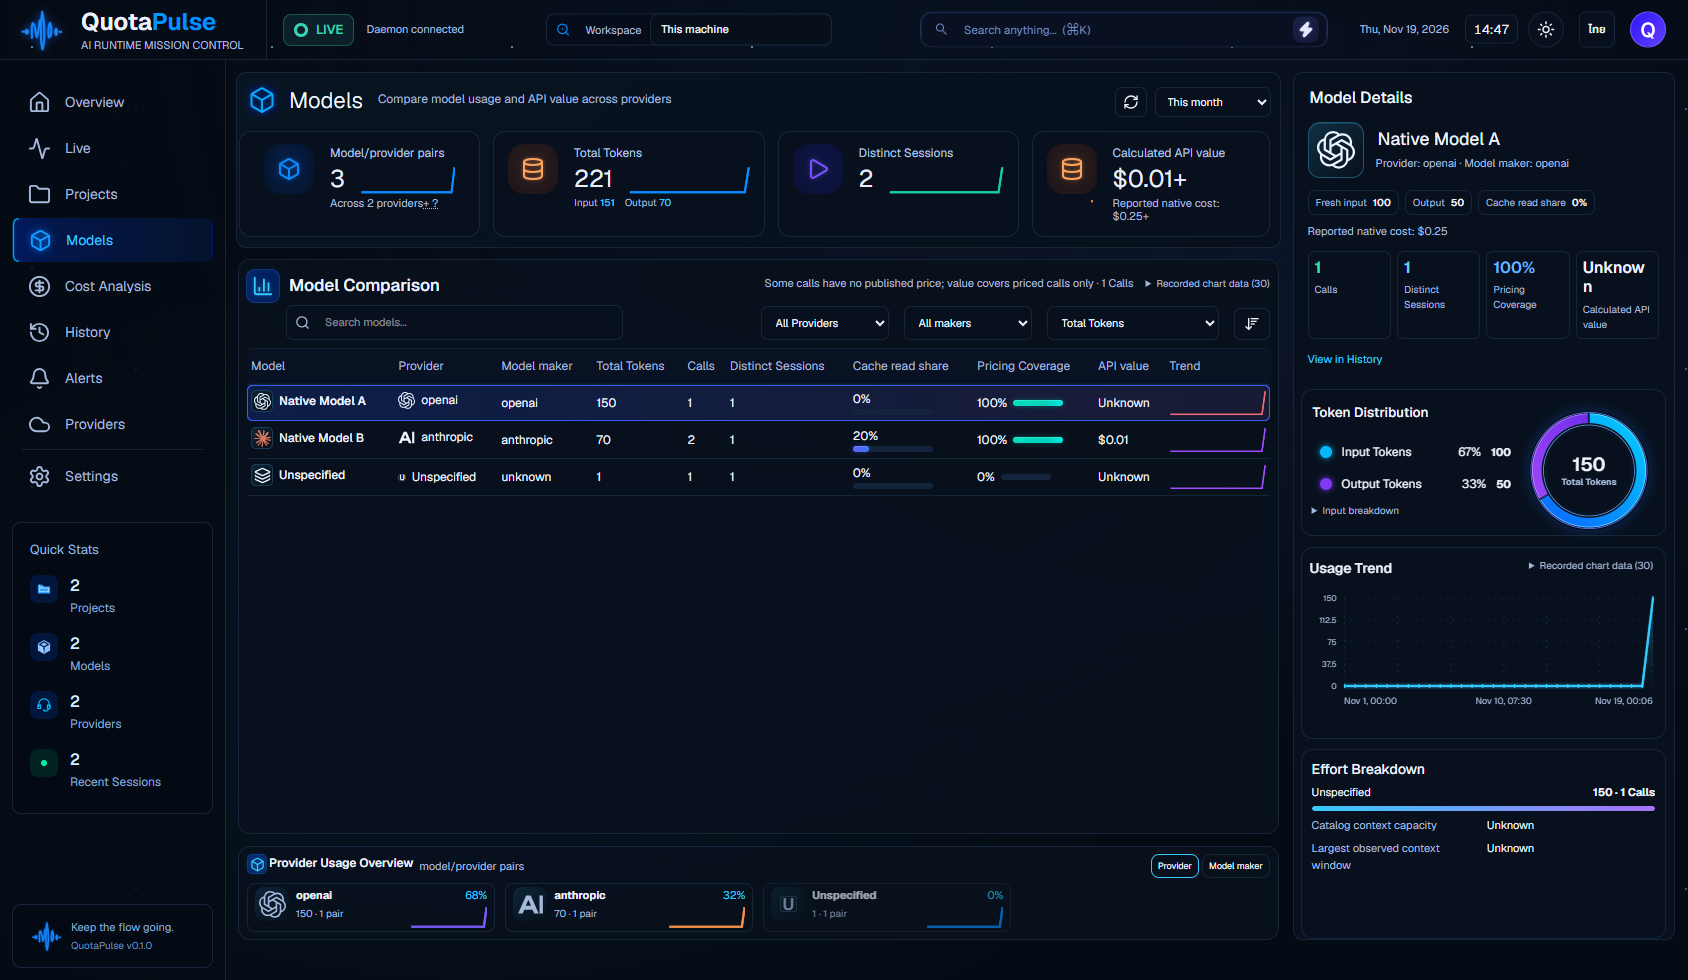 QuotaPulse
AI RUNTIME MISSION CONTROL
LIVE
Daemon connected
Workspace
This machine
Search anything... (⌘K)
Thu, Nov 19, 2026
14:47
ไทย
Q
Overview
Live
Projects
Models
Cost Analysis
History
Alerts
Providers
Settings
Quick Stats
2
Projects
2
Models
2
Providers
2
Recent Sessions
Keep the flow going.
QuotaPulse v0.1.0
Models
Compare model usage and API value across providers
This month
Model/provider pairs
3
Across 2 providers+ ?
Total Tokens
221
Input 151 Output 70
Distinct Sessions
2
Calculated API value
$0.01+
Reported native cost:
$0.25+
Model Comparison
Some calls have no published price; value covers priced calls only · 1 Calls
Recorded chart data (30)
Search models...
All Providers
All makers
Total Tokens
Model Provider Model maker Total Tokens Calls Distinct Sessions Cache read share Pricing Coverage API value Trend
Native Model A openai openai 150 1 1 0% 100% Unknown
Native Model B AI anthropic anthropic 70 2 1 20% 100% $0.01
Unspecified U Unspecified unknown 1 1 1 0% 0% Unknown
Provider Usage Overview model/provider pairs
Provider
Model maker
openai 68%
150 · 1 pair
AI
anthropic 32%
70 · 1 pair
U
Unspecified 0%
1 · 1 pair
Model Details
Native Model A
Provider: openai · Model maker: openai
Fresh input 100
Output 50
Cache read share 0%
Reported native cost: $0.25
1
Calls
1
Distinct
Sessions
100%
Pricing
Coverage
Unknow
n
Calculated API
value
View in History
Token Distribution
Input Tokens 67% 100
Output Tokens 33% 50
Input breakdown
150
Total Tokens
Usage Trend
Recorded chart data (30)
150
112.5
75
37.5
0
Nov 1, 00:00
Nov 10, 07:30
Nov 19, 00:06
Effort Breakdown
Unspecified 150 · 1 Calls
Catalog context capacity Unknown
Largest observed context
window
Unknown